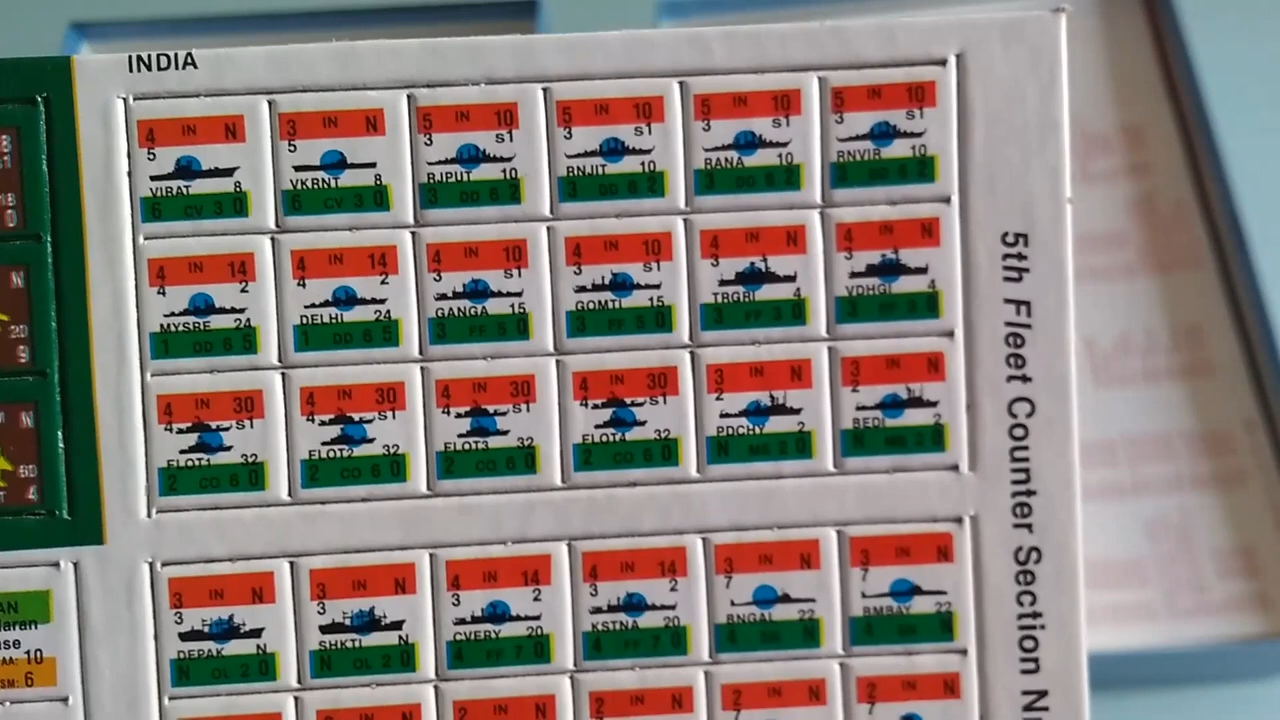 INDIA
4 IN N
5
VIRAT 8
6 CV 3 0
3 IN N
5
VKRNT 8
6 CV 3 0
5 IN 10
3 s1
RJPUT 10
3 DD 6 2
5 IN 10
3 s1
RNJIT 10
3 DD 6 2
5 IN 10
3 s1
RANA 10
3 DD 6 2
5 IN 10
3 s1
RNVIR 10
3 DD 6 2
4 IN 14
4 2
MYSRE 24
1 DD 6 5
4 IN 14
4 2
DELHI 24
1 DD 6 5
4 IN 10
3 s1
GANGA 15
3 FF 5 0
4 IN 10
3 s1
GOMTI 15
3 FF 5 0
4 IN N
3
TRGRI 4
3 FF 3 0
4 IN N
3
VDHGI 4
3 FF 3 0
4 IN 30
4 s1
FLOT1 32
2 CO 6 0
4 IN 30
4 s1
FLOT2 32
2 CO 6 0
4 IN 30
4 s1
FLOT3 32
2 CO 6 0
4 IN 30
4 s1
FLOT4 32
2 CO 6 0
3 IN N
2
PDCHY 2
N MS 2 0
3 IN N
2
BEDI 2
N MS 2 0
3 IN N
3
DEPAK N
N OL 2 0
3 IN N
3
SHKTI N
N OL 2 0
4 IN 14
3 2
CVERY 20
4 FF 7 0
4 IN 14
3 2
KSTNA 20
4 FF 7 0
3 IN N
7
BNGAL 22
4 N
3 IN N
7
BMBAY 22
4 N
2 IN N
2 IN N
2 IN N
7
2 IN N
7
5th Fleet Counter Section
AN
AA: 10
SM: 6